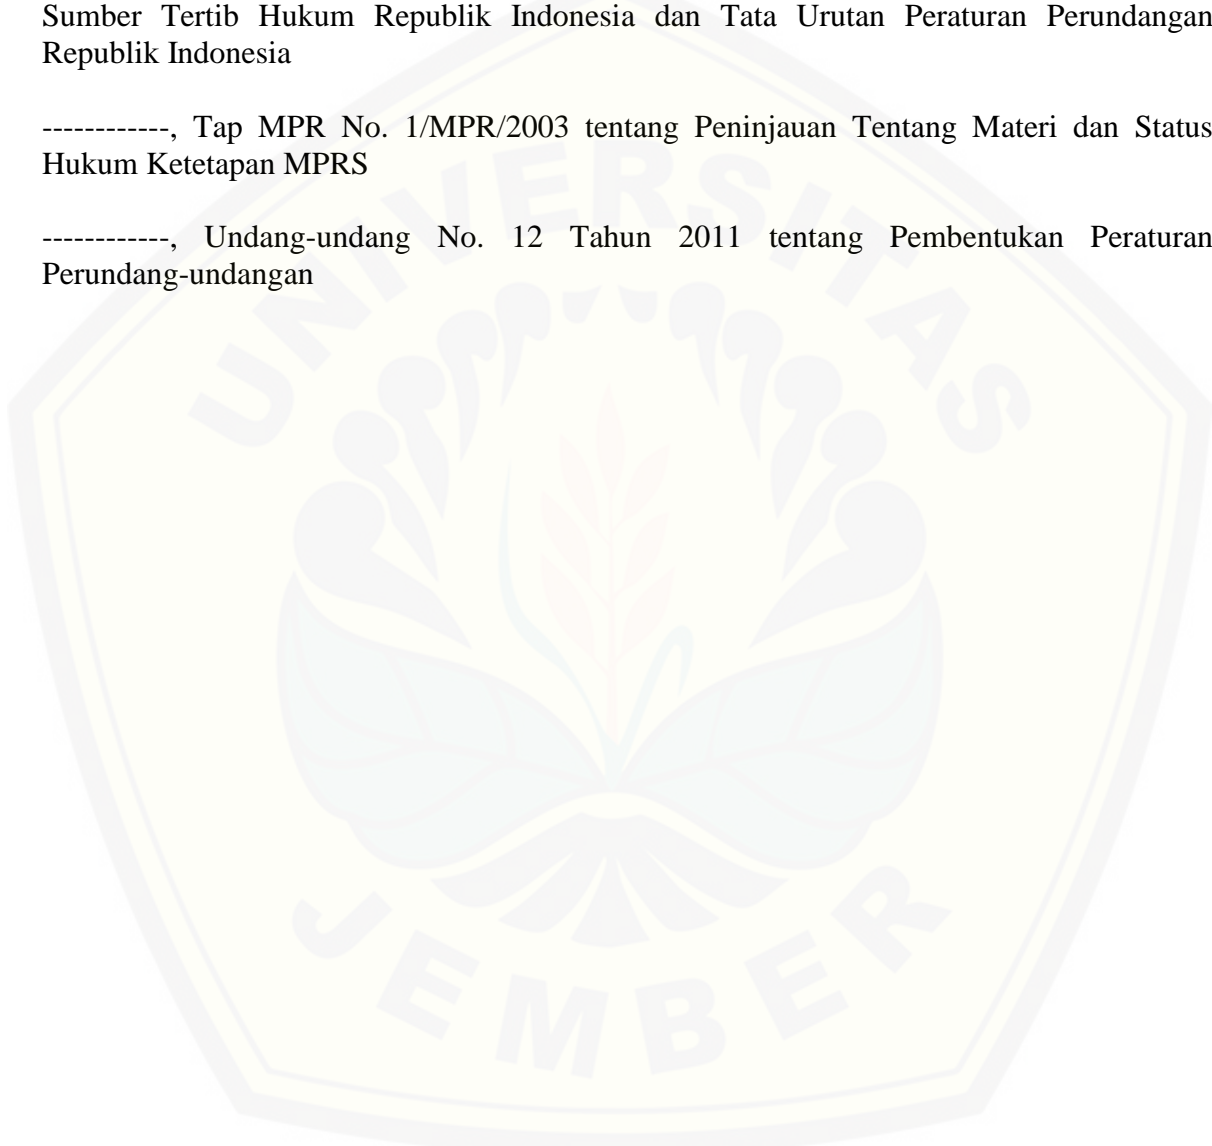 Sumber Tertib Hukum Republik Indonesia dan Tata Urutan Peraturan Perundangan
Republik Indonesia
------------, Tap MPR No. 1/MPR/2003 tentang Peninjauan Tentang Materi dan Status
Hukum Ketetapan MPRS
------------, Undang-undang No. 12 Tahun 2011 tentang Pembentukan Peraturan
Perundang-undangan
UNIVERSITAS
JEMBER